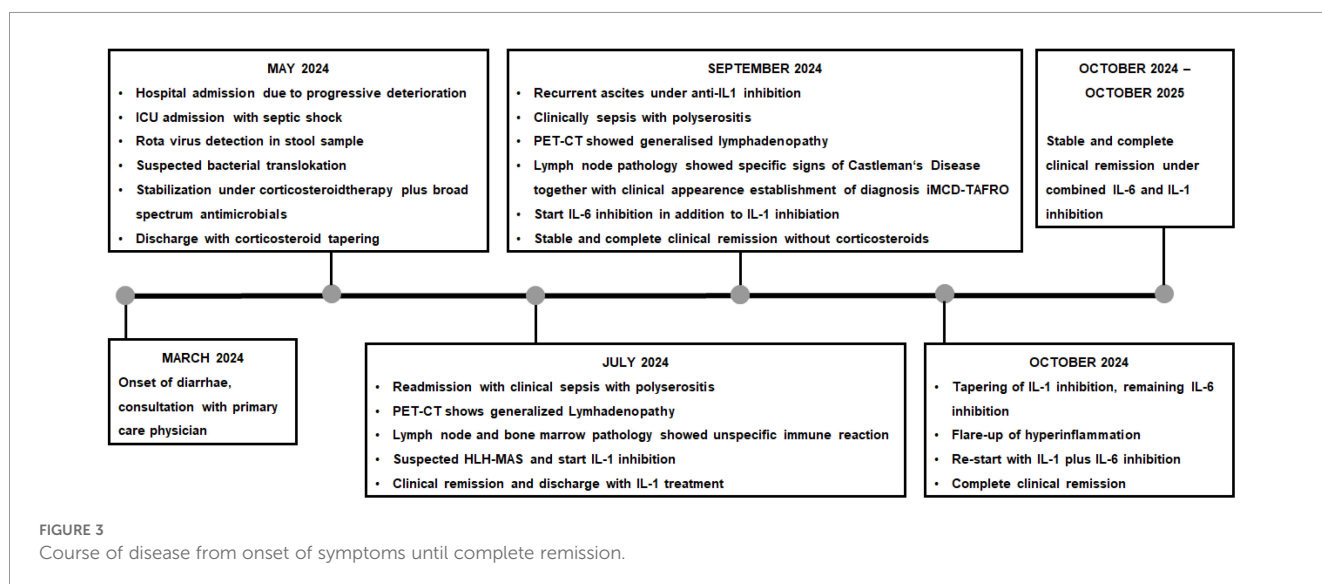 MAY 2024
• Hospital admission due to progressive deterioration
• ICU admission with septic shock
• Rota virus detection in stool sample
• Suspected bacterial translokation
• Stabilization under corticosteroidtherapy plus broad
spectrum antimicrobials
• Discharge with corticosteroid tapering
SEPTEMBER 2024
• Recurrent ascites under anti-IL1 inhibition
• Clinically sepsis with polyserositis
• PET-CT showed generalised lymphadenopathy
• Lymph node pathology showed specific signs of Castleman's Disease
together with clinical appearence establishment of diagnosis iMCD-TAFRO
• Start IL-6 inhibition in addition to IL-1 inhibiation
• Stable and complete clinical remission without corticosteroids
OCTOBER 2024 –
OCTOBER 2025
Stable and complete
clinical remission under
combined IL-6 and IL-1
inhibition
MARCH 2024
Onset of diarrhae,
consultation with primary
care physician
JULY 2024
• Readmission with clinical sepsis with polyserositis
• PET-CT shows generalized Lymhadenopathy
• Lymph node and bone marrow pathology showed unspecific immune reaction
• Suspected HLH-MAS and start IL-1 inhibition
• Clinical remission and discharge with IL-1 treatment
OCTOBER 2024
• Tapering of IL-1 inhibition, remaining IL-6
inhibition
• Flare-up of hyperinflammation
• Re-start with IL-1 plus IL-6 inhibition
• Complete clinical remission
FIGURE 3
Course of disease from onset of symptoms until complete remission.